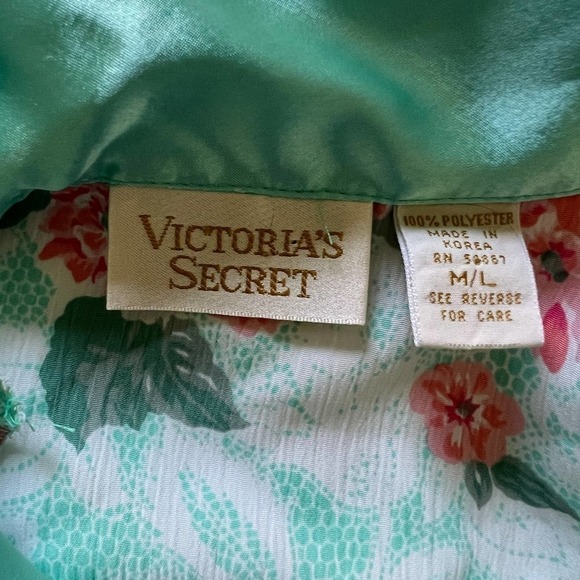 VICTORIA'S
SECRET
100% POLYESTER
MADE IN
KOREA
RN 54867
M/L
SEE REVERSE
FOR CARE